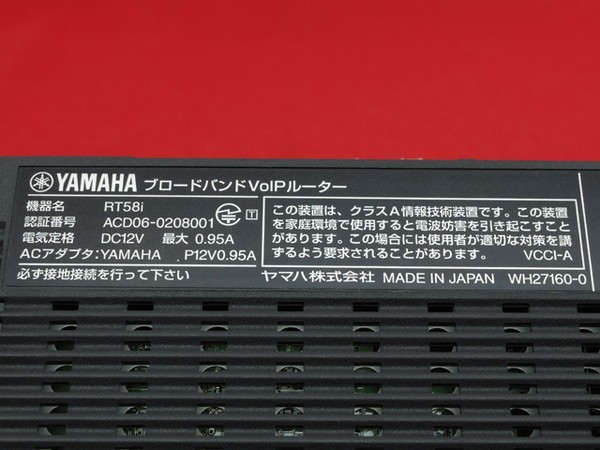 YAMAHA ブロードバンドVoIPルーター
機器名 RT58i
認証番号 ACD06-0208001 T
電気定格 DC12V 最大 0.95A
ACアダプタ:YAMAHA P12V0.95A
必ず接地接続を行って下さい
この装置は、クラスA情報技術装置です。この装置
を家庭環境で使用すると電波妨害を引き起こすこと
があります。この場合には使用者が適切な対策を講
ずるよう要求されることがあります。 VCCI-A
ヤマハ株式会社 MADE IN JAPAN WH27160-0